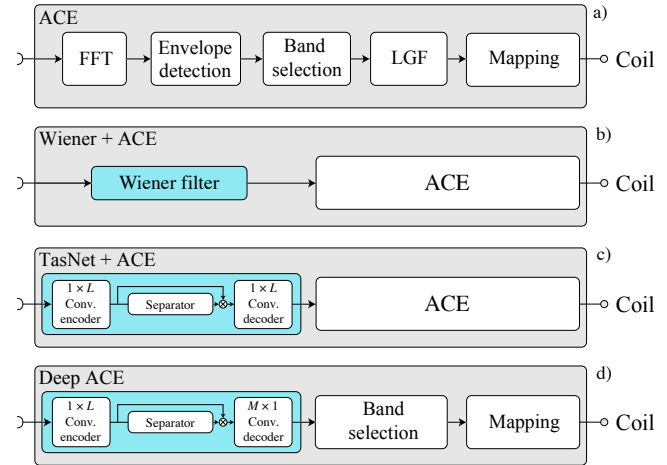 ACE
a)
FFT
Envelope
detection
Band
selection
LGF
Mapping
Coil
Wiener + ACE
b)
Wiener filter
ACE
Coil
TasNet + ACE
c)
1 × L
Conv.
encoder
Separator
1 × L
Conv.
decoder
ACE
Coil
Deep ACE
d)
1 × L
Conv.
encoder
Separator
M × 1
Conv.
decoder
Band
selection
Mapping
Coil